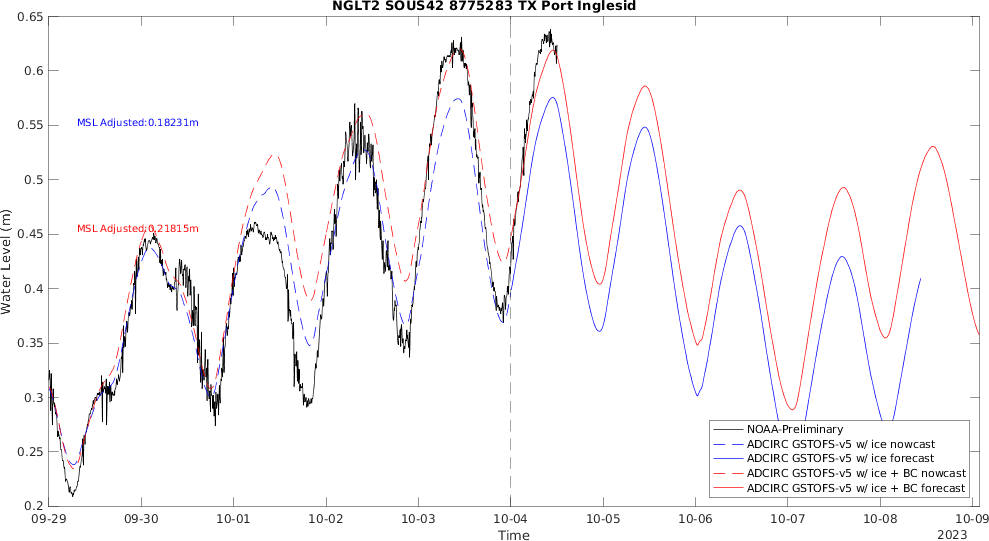 NGLT2 SOUS42 8775283 TX Port Inglesid
0.65
0.6
0.55
0.5
0.45
0.4
0.35
0.3
0.25
0.2
Water Level (m)
MSL Adjusted:0.18231m
MSL Adjusted:0.21815m
NOAA-Preliminary
ADCIRC GSTOFS-v5 w/ ice nowcast
ADCIRC GSTOFS-v5 w/ ice forecast
ADCIRC GSTOFS-v5 w/ ice + BC nowcast
ADCIRC GSTOFS-v5 w/ ice + BC forecast
09-29 09-30 10-01 10-02 10-03 10-04 10-05 10-06 10-07 10-08 10-09
Time
2023